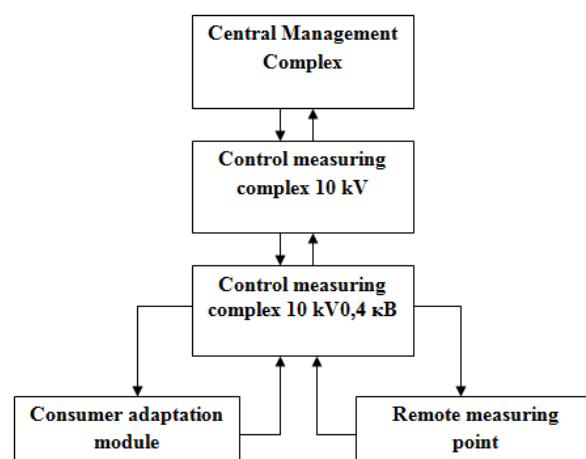 Central Management
Complex
Control measuring
complex 10 kV
Control measuring
complex 10 kV0,4 кВ
Consumer adaptation
module
Remote measuring
point